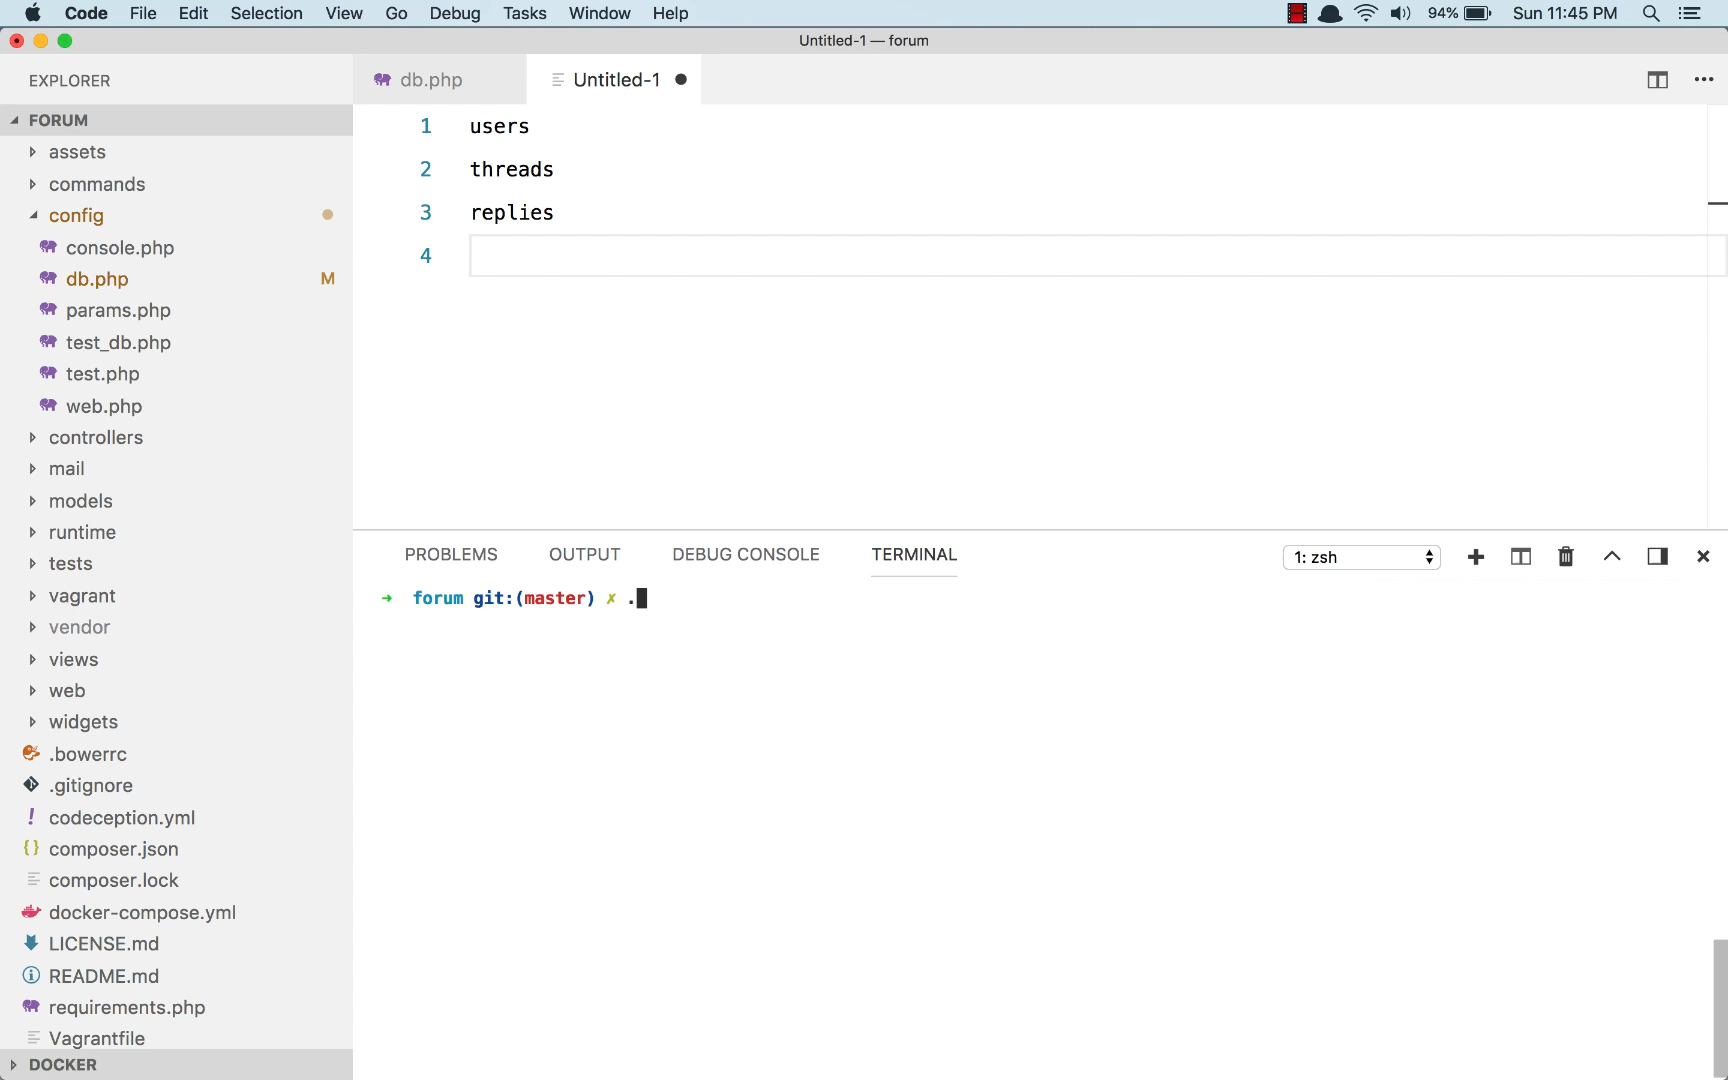 Code File Edit Selection View Go Debug Tasks Window Help 94% Sun 11:45 PM
Untitled-1 — forum
EXPLORER
db.php
Untitled-1
FORUM
assets
commands
config
console.php
db.php M
params.php
test_db.php
test.php
web.php
controllers
mail
models
runtime
tests
vagrant
vendor
views
web
widgets
.bowerrc
.gitignore
codeception.yml
composer.json
composer.lock
docker-compose.yml
LICENSE.md
README.md
requirements.php
Vagrantfile
DOCKER
1 users
2 threads
3 replies
4
PROBLEMS OUTPUT DEBUG CONSOLE TERMINAL 1: zsh
➜ forum git:(master) ✗ .